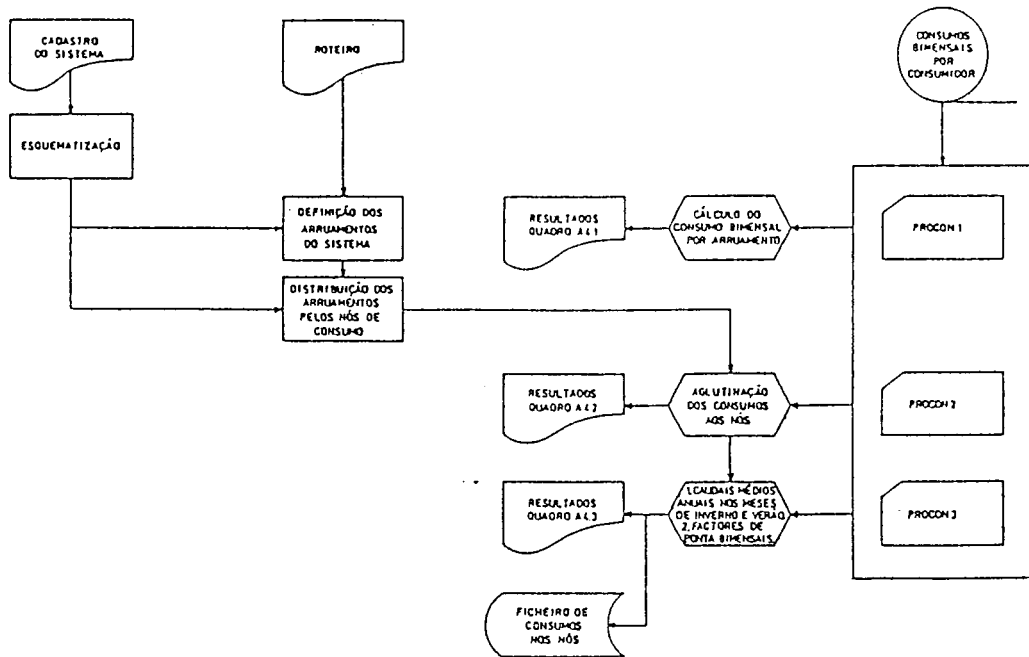 CADASTRO
DO SISTEMA
ROTEIRO
CONSUMOS
BIMENSAIS
POR
CONSUMIDOR
ESQUEMATIZAÇÃO
DEFINIÇÃO DOS
ARRUAMENTOS
DO SISTEMA
RESULTADOS
QUADRO A4.1
CÁLCULO DO
CONSUMO BIMENSAL
POR ARRUAMENTO
PROCON 1
DISTRIBUIÇÃO DOS
ARRUAMENTOS
PELOS NÓS DE
CONSUMO
RESULTADOS
QUADRO A4.2
AGLUTINAÇÃO
DOS CONSUMOS
AOS NÓS
PROCON 2
RESULTADOS
QUADRO A4.3
1.CAUDAIS MÉDIOS
ANUAIS NOS MESES
DE INVERNO E VERÃO
2.FACTORES DE
PONTA BIMENSAIS
PROCON 3
FICHEIRO DE
CONSUMOS
NOS NÓS